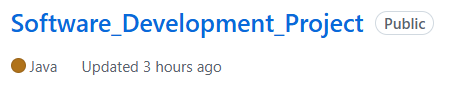 Software_Development_Project Public
Java Updated 3 hours ago